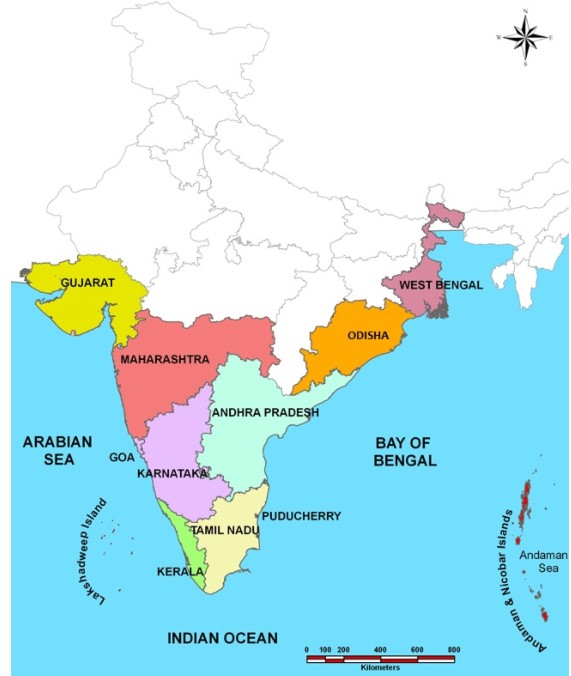 N
W
E
S
GUJARAT
WEST BENGAL
ODISHA
MAHARASHTRA
ANDHRA PRADESH
ARABIAN
SEA
GOA
BAY OF
BENGAL
KARNATAKA
Lakshadweep Island
PUDUCHERRY
TAMIL NADU
Andaman & Nicobar Islands
Andaman
Sea
KERALA
INDIAN OCEAN
0 100 200 400 600 800
Kilometers